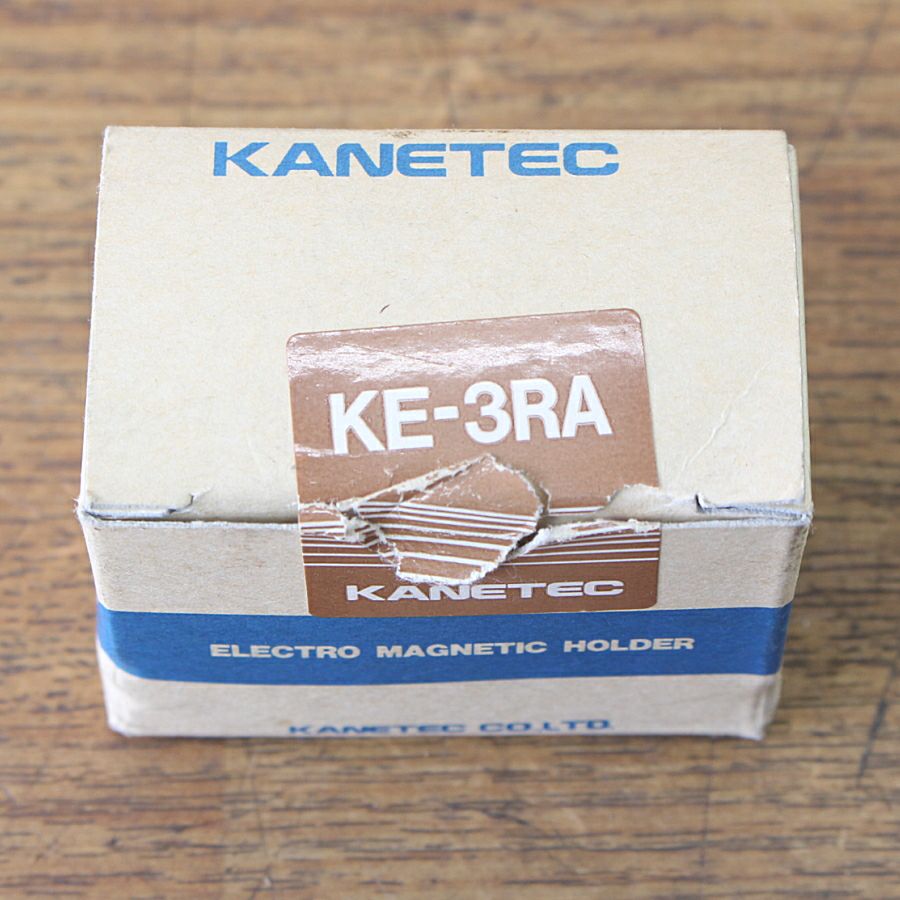 KANETEC
KE-3RA
KANETEC
ELECTRO MAGNETIC HOLDER
KANETEC CO.LTD.